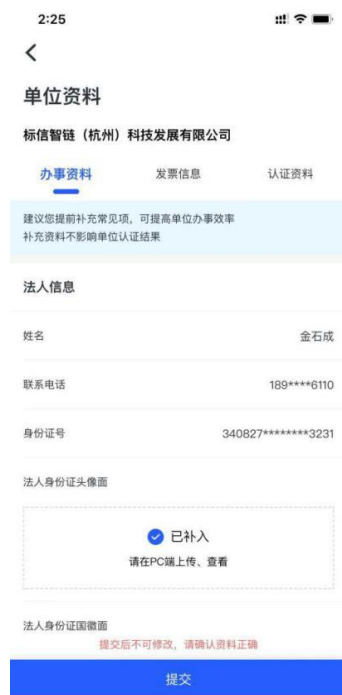 2:25
单位资料
标信智链（杭州）科技发展有限公司
办事资料 发票信息 认证资料
建议您提前补充常见项，可提高单位办事效率
补充资料不影响单位认证结果
法人信息
姓名 金石成
联系电话 189****6110
身份证号 340827********3231
法人身份证头像面
已补入
请在PC端上传、查看
法人身份证国徽面
提交后不可修改，请确认资料正确
提交